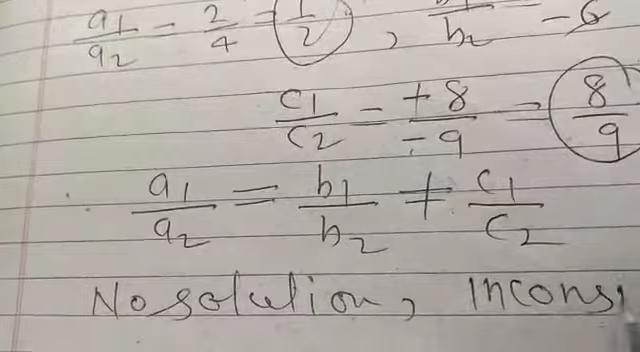 a1/a2 = 2/4 = 1/2 , /b2 -6
c1/c2 = +8/-9 = 8/9
a1/a2 = b1/b2 ≠ c1/c2
No solution, Incons